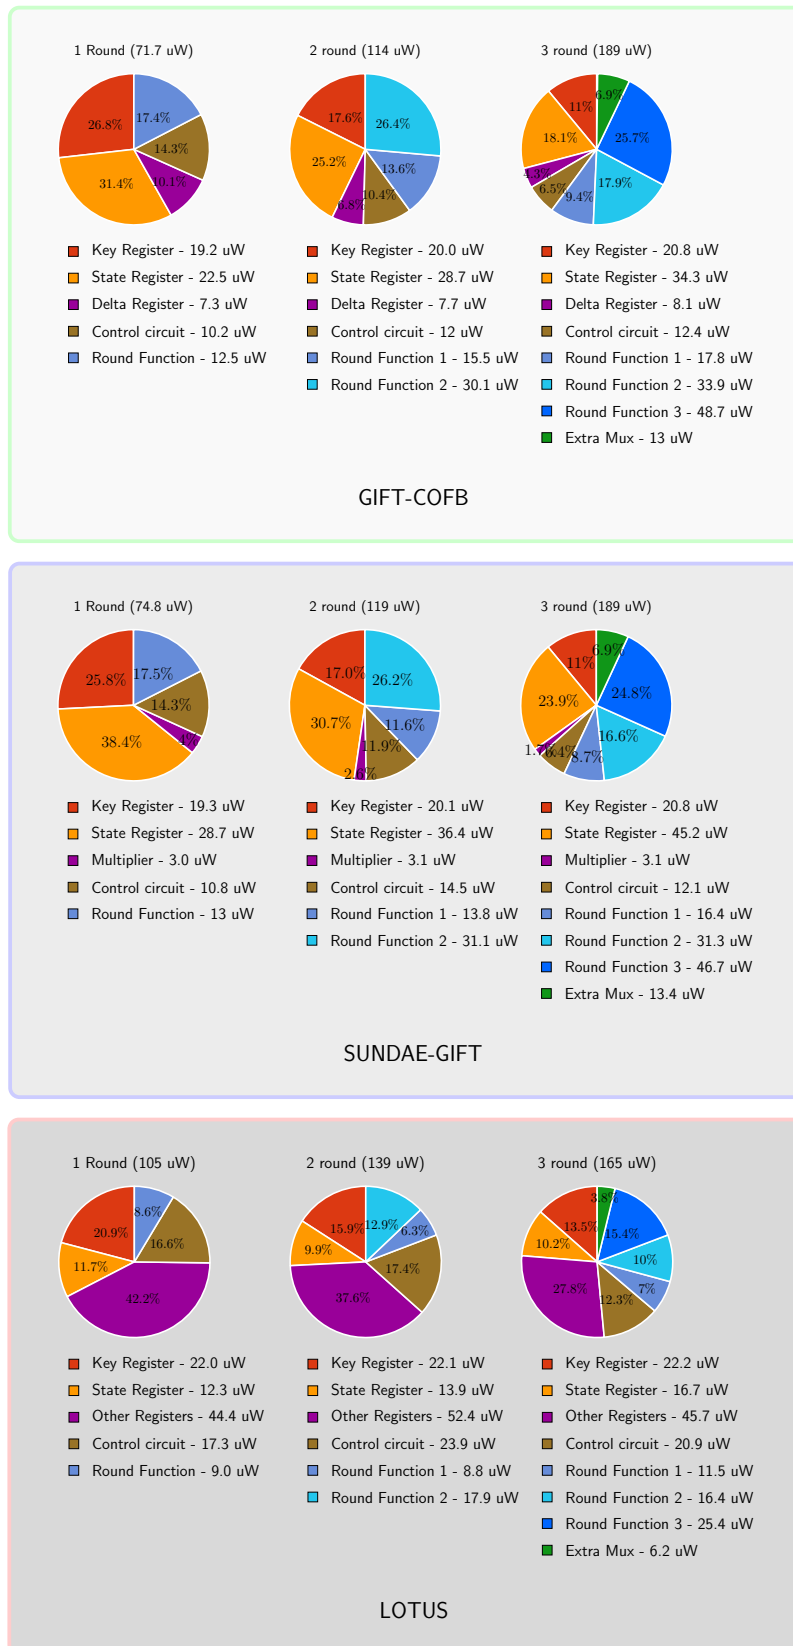 1 Round (71.7 uW)
26.8%
17.4%
14.3%
10.1%
31.4%
Key Register - 19.2 uW
State Register - 22.5 uW
Delta Register - 7.3 uW
Control circuit - 10.2 uW
Round Function - 12.5 uW
2 round (114 uW)
17.6%
26.4%
25.2%
13.6%
10.4%
6.8%
Key Register - 20.0 uW
State Register - 28.7 uW
Delta Register - 7.7 uW
Control circuit - 12 uW
Round Function 1 - 15.5 uW
Round Function 2 - 30.1 uW
3 round (189 uW)
11%
6.9%
18.1%
25.7%
4.3%
6.5%
9.4%
17.9%
Key Register - 20.8 uW
State Register - 34.3 uW
Delta Register - 8.1 uW
Control circuit - 12.4 uW
Round Function 1 - 17.8 uW
Round Function 2 - 33.9 uW
Round Function 3 - 48.7 uW
Extra Mux - 13 uW
GIFT-COFB
1 Round (74.8 uW)
25.8%
17.5%
14.3%
4%
38.4%
Key Register - 19.3 uW
State Register - 28.7 uW
Multiplier - 3.0 uW
Control circuit - 10.8 uW
Round Function - 13 uW
2 round (119 uW)
17.0%
26.2%
30.7%
11.6%
11.9%
2.6%
Key Register - 20.1 uW
State Register - 36.4 uW
Multiplier - 3.1 uW
Control circuit - 14.5 uW
Round Function 1 - 13.8 uW
Round Function 2 - 31.1 uW
3 round (189 uW)
11%
6.9%
23.9%
24.8%
1.7%
6.4%
8.7%
16.6%
Key Register - 20.8 uW
State Register - 45.2 uW
Multiplier - 3.1 uW
Control circuit - 12.1 uW
Round Function 1 - 16.4 uW
Round Function 2 - 31.3 uW
Round Function 3 - 46.7 uW
Extra Mux - 13.4 uW
SUNDAE-GIFT
1 Round (105 uW)
20.9%
8.6%
16.6%
11.7%
42.2%
Key Register - 22.0 uW
State Register - 12.3 uW
Other Registers - 44.4 uW
Control circuit - 17.3 uW
Round Function - 9.0 uW
2 round (139 uW)
15.9%
12.9%
6.3%
9.9%
17.4%
37.6%
Key Register - 22.1 uW
State Register - 13.9 uW
Other Registers - 52.4 uW
Control circuit - 23.9 uW
Round Function 1 - 8.8 uW
Round Function 2 - 17.9 uW
3 round (165 uW)
3.8%
13.5%
15.4%
10.2%
10%
27.8%
7%
12.3%
Key Register - 22.2 uW
State Register - 16.7 uW
Other Registers - 45.7 uW
Control circuit - 20.9 uW
Round Function 1 - 11.5 uW
Round Function 2 - 16.4 uW
Round Function 3 - 25.4 uW
Extra Mux - 6.2 uW
LOTUS